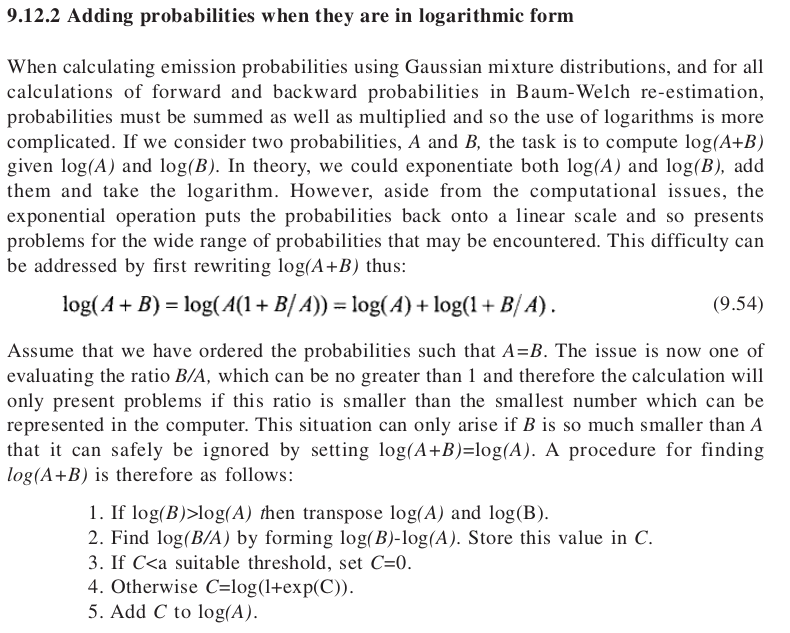 9.12.2 Adding probabilities when they are in logarithmic form
When calculating emission probabilities using Gaussian mixture distributions, and for all
calculations of forward and backward probabilities in Baum-Welch re-estimation,
probabilities must be summed as well as multiplied and so the use of logarithms is more
complicated. If we consider two probabilities, A and B, the task is to compute log(A+B)
given log(A) and log(B). In theory, we could exponentiate both log(A) and log(B), add
them and take the logarithm. However, aside from the computational issues, the
exponential operation puts the probabilities back onto a linear scale and so presents
problems for the wide range of probabilities that may be encountered. This difficulty can
be addressed by first rewriting log(A+B) thus:
log(A + B) = log(A(1 + B/A)) = log(A) + log(1 + B/A). (9.54)
Assume that we have ordered the probabilities such that A=B. The issue is now one of
evaluating the ratio B/A, which can be no greater than 1 and therefore the calculation will
only present problems if this ratio is smaller than the smallest number which can be
represented in the computer. This situation can only arise if B is so much smaller than A
that it can safely be ignored by setting log(A+B)=log(A). A procedure for finding
log(A+B) is therefore as follows:
1. If log(B)>log(A) then transpose log(A) and log(B).
2. Find log(B/A) by forming log(B)-log(A). Store this value in C.
3. If C<a suitable threshold, set C=0.
4. Otherwise C=log(l+exp(C)).
5. Add C to log(A).